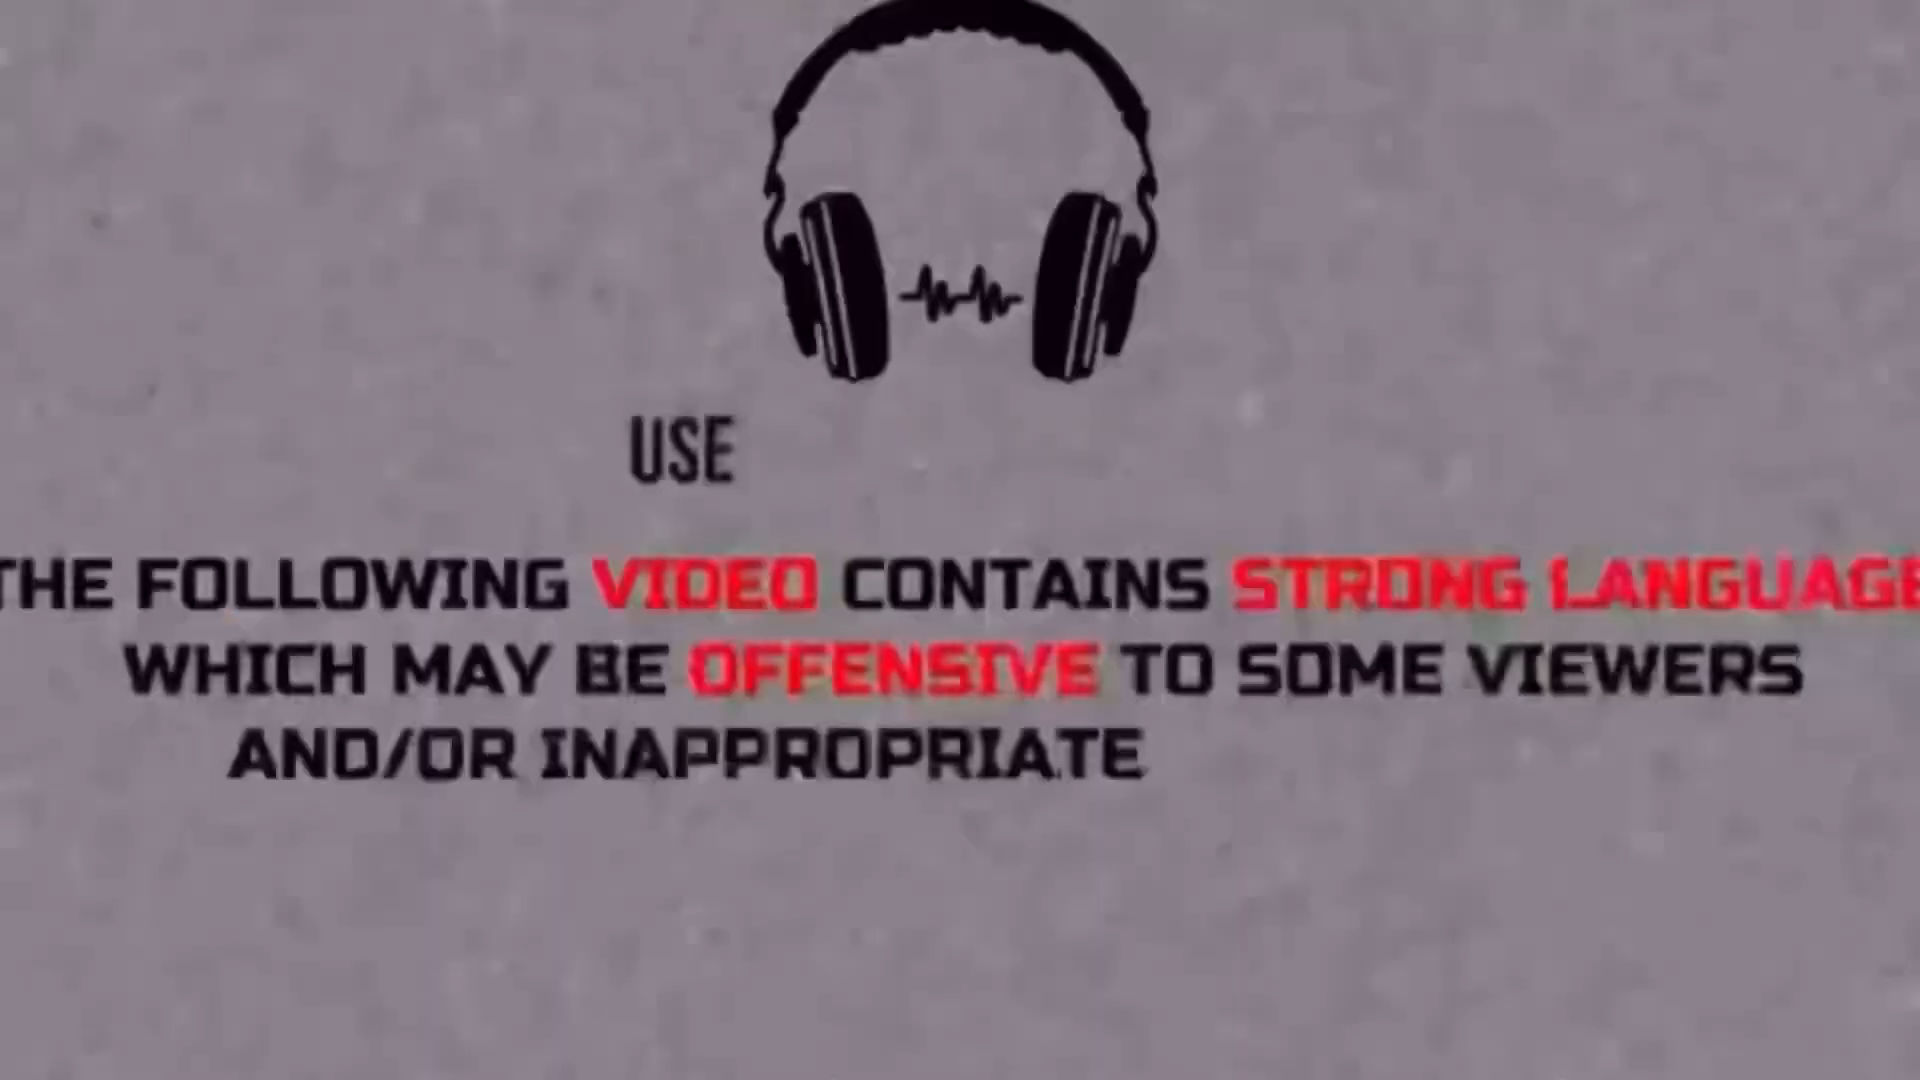 USE
THE FOLLOWING VIDEO CONTAINS STRONG LANGUAGE
WHICH MAY BE OFFENSIVE TO SOME VIEWERS
AND/OR INAPPROPRIATE